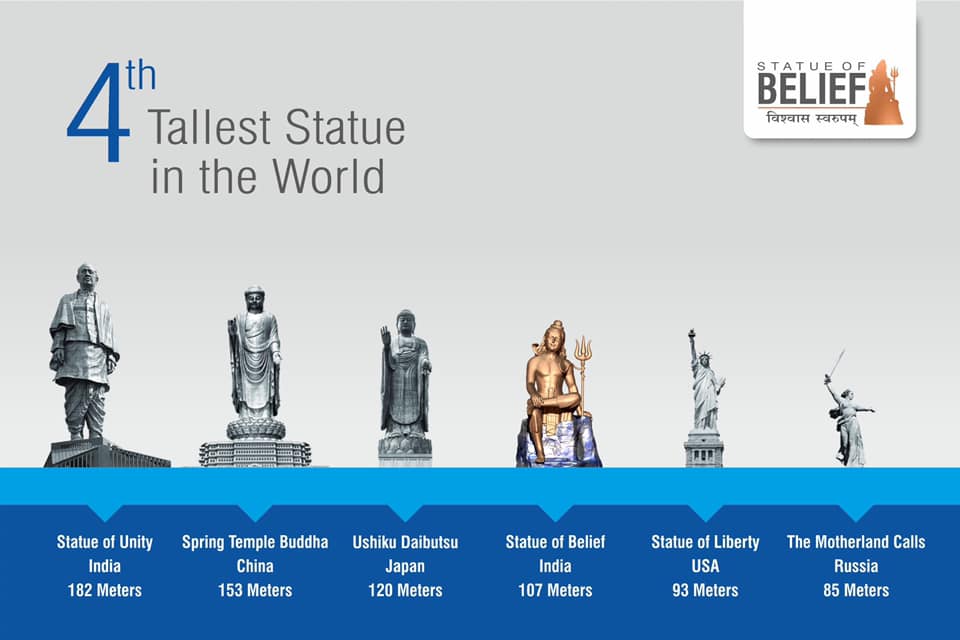 4th
Tallest Statue
in the World
STATUE OF
BELIEF
विश्वास स्वरुपम्
Statue of Unity
India
182 Meters
Spring Temple Buddha
China
153 Meters
Ushiku Daibutsu
Japan
120 Meters
Statue of Belief
India
107 Meters
Statue of Liberty
USA
93 Meters
The Motherland Calls
Russia
85 Meters